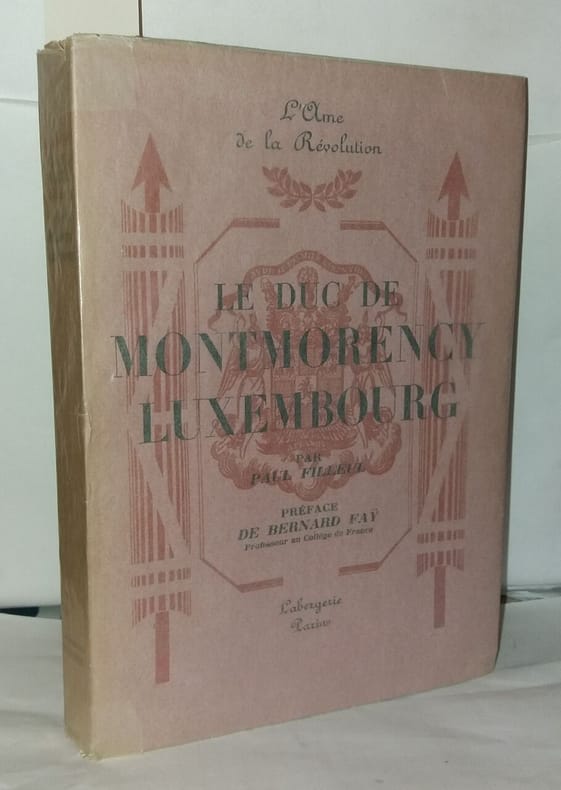 L'Ame
de la Révolution
LE DUC DE
MONTMORENCY
LUXEMBOURG
PAR
PAUL FILLEUL
PRÉFACE
DE BERNARD FAŸ
Professeur au Collège de France
Labergerie
Paris